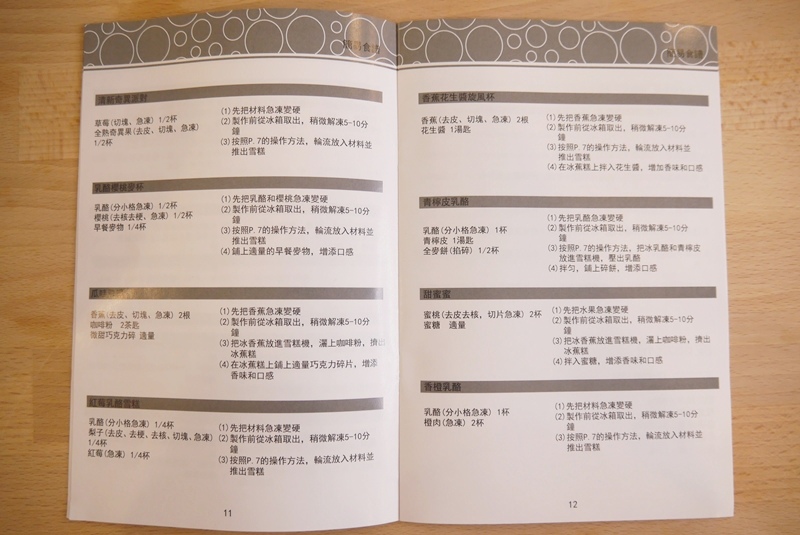 簡易食譜
清新奇異派對
草莓(切塊、急凍) 1/2杯
全熟奇異果(去皮、切塊、急凍)
1/2杯
(1)先把材料急凍變硬
(2)製作前從冰箱取出，稍微解凍5-10分
鐘
(3)按照P.7的操作方法，輪流放入材料並
推出雪糕
乳酪櫻桃麥杯
乳酪(分小格急凍) 1/2杯
櫻桃(去核去梗、急凍) 1/2杯
早餐麥物 1/4杯
(1)先把乳酪和櫻桃急凍變硬
(2)製作前從冰箱取出，稍微解凍5-10分
鐘
(3)按照P.7的操作方法，輪流放入材料並
推出雪糕
(4)鋪上適量的早餐麥物，增添口感
香蕉(去皮、切塊、急凍) 2根
咖啡粉 2茶匙
微甜巧克力碎 適量
(1)先把香蕉急凍變硬
(2)製作前從冰箱取出，稍微解凍5-10分
鐘
(3)把冰香蕉放進雪糕機，灑上咖啡粉，擠出
冰蕉糕
(4)在冰蕉糕上鋪上適量巧克力碎片，增添
香味和口感
紅莓乳酪雪糕
乳酪(分小格急凍) 1/4杯
梨子(去皮、去梗、去核、切塊、急凍)
1/4杯
紅莓(急凍) 1/4杯
(1)先把材料急凍變硬
(2)製作前從冰箱取出，稍微解凍5-10分
鐘
(3)按照P.7的操作方法，輪流放入材料並
推出雪糕
11
簡易食譜
香蕉花生醬旋風杯
香蕉(去皮、切塊、急凍) 2根
花生醬 1湯匙
(1)先把香蕉急凍變硬
(2)製作前從冰箱取出，稍微解凍5-10分
鐘
(3)按照P.7的操作方法，輪流放入材料並
推出雪糕
(4)在冰蕉糕上拌入花生醬，增加香味和口感
青檸皮乳酪
乳酪(分小格急凍) 1杯
青檸皮 1湯匙
全麥餅(掐碎) 1/2杯
(1)先把乳酪急凍變硬
(2)製作前從冰箱取出，稍微解凍5-10分
鐘
(3)按照P.7的操作方法，把冰乳酪和青檸皮
放進雪糕機，壓出乳酪
(4)拌勻，鋪上碎餅，增添口感
甜蜜蜜
蜜桃(去皮去核，切片急凍) 2杯
蜜糖 適量
(1)先把水果急凍變硬
(2)製作前從冰箱取出，稍微解凍5-10分
鐘
(3)把冰香蕉放進雪糕機，灑上咖啡粉，擠出
冰蕉糕
(4)拌入蜜糖，增添香味和口感
香橙乳酪
乳酪(分小格急凍) 1杯
橙肉(急凍) 2杯
(1)先把材料急凍變硬
(2)製作前從冰箱取出，稍微解凍5-10分
鐘
(3)按照P.7的操作方法，輪流放入材料並
推出雪糕
12